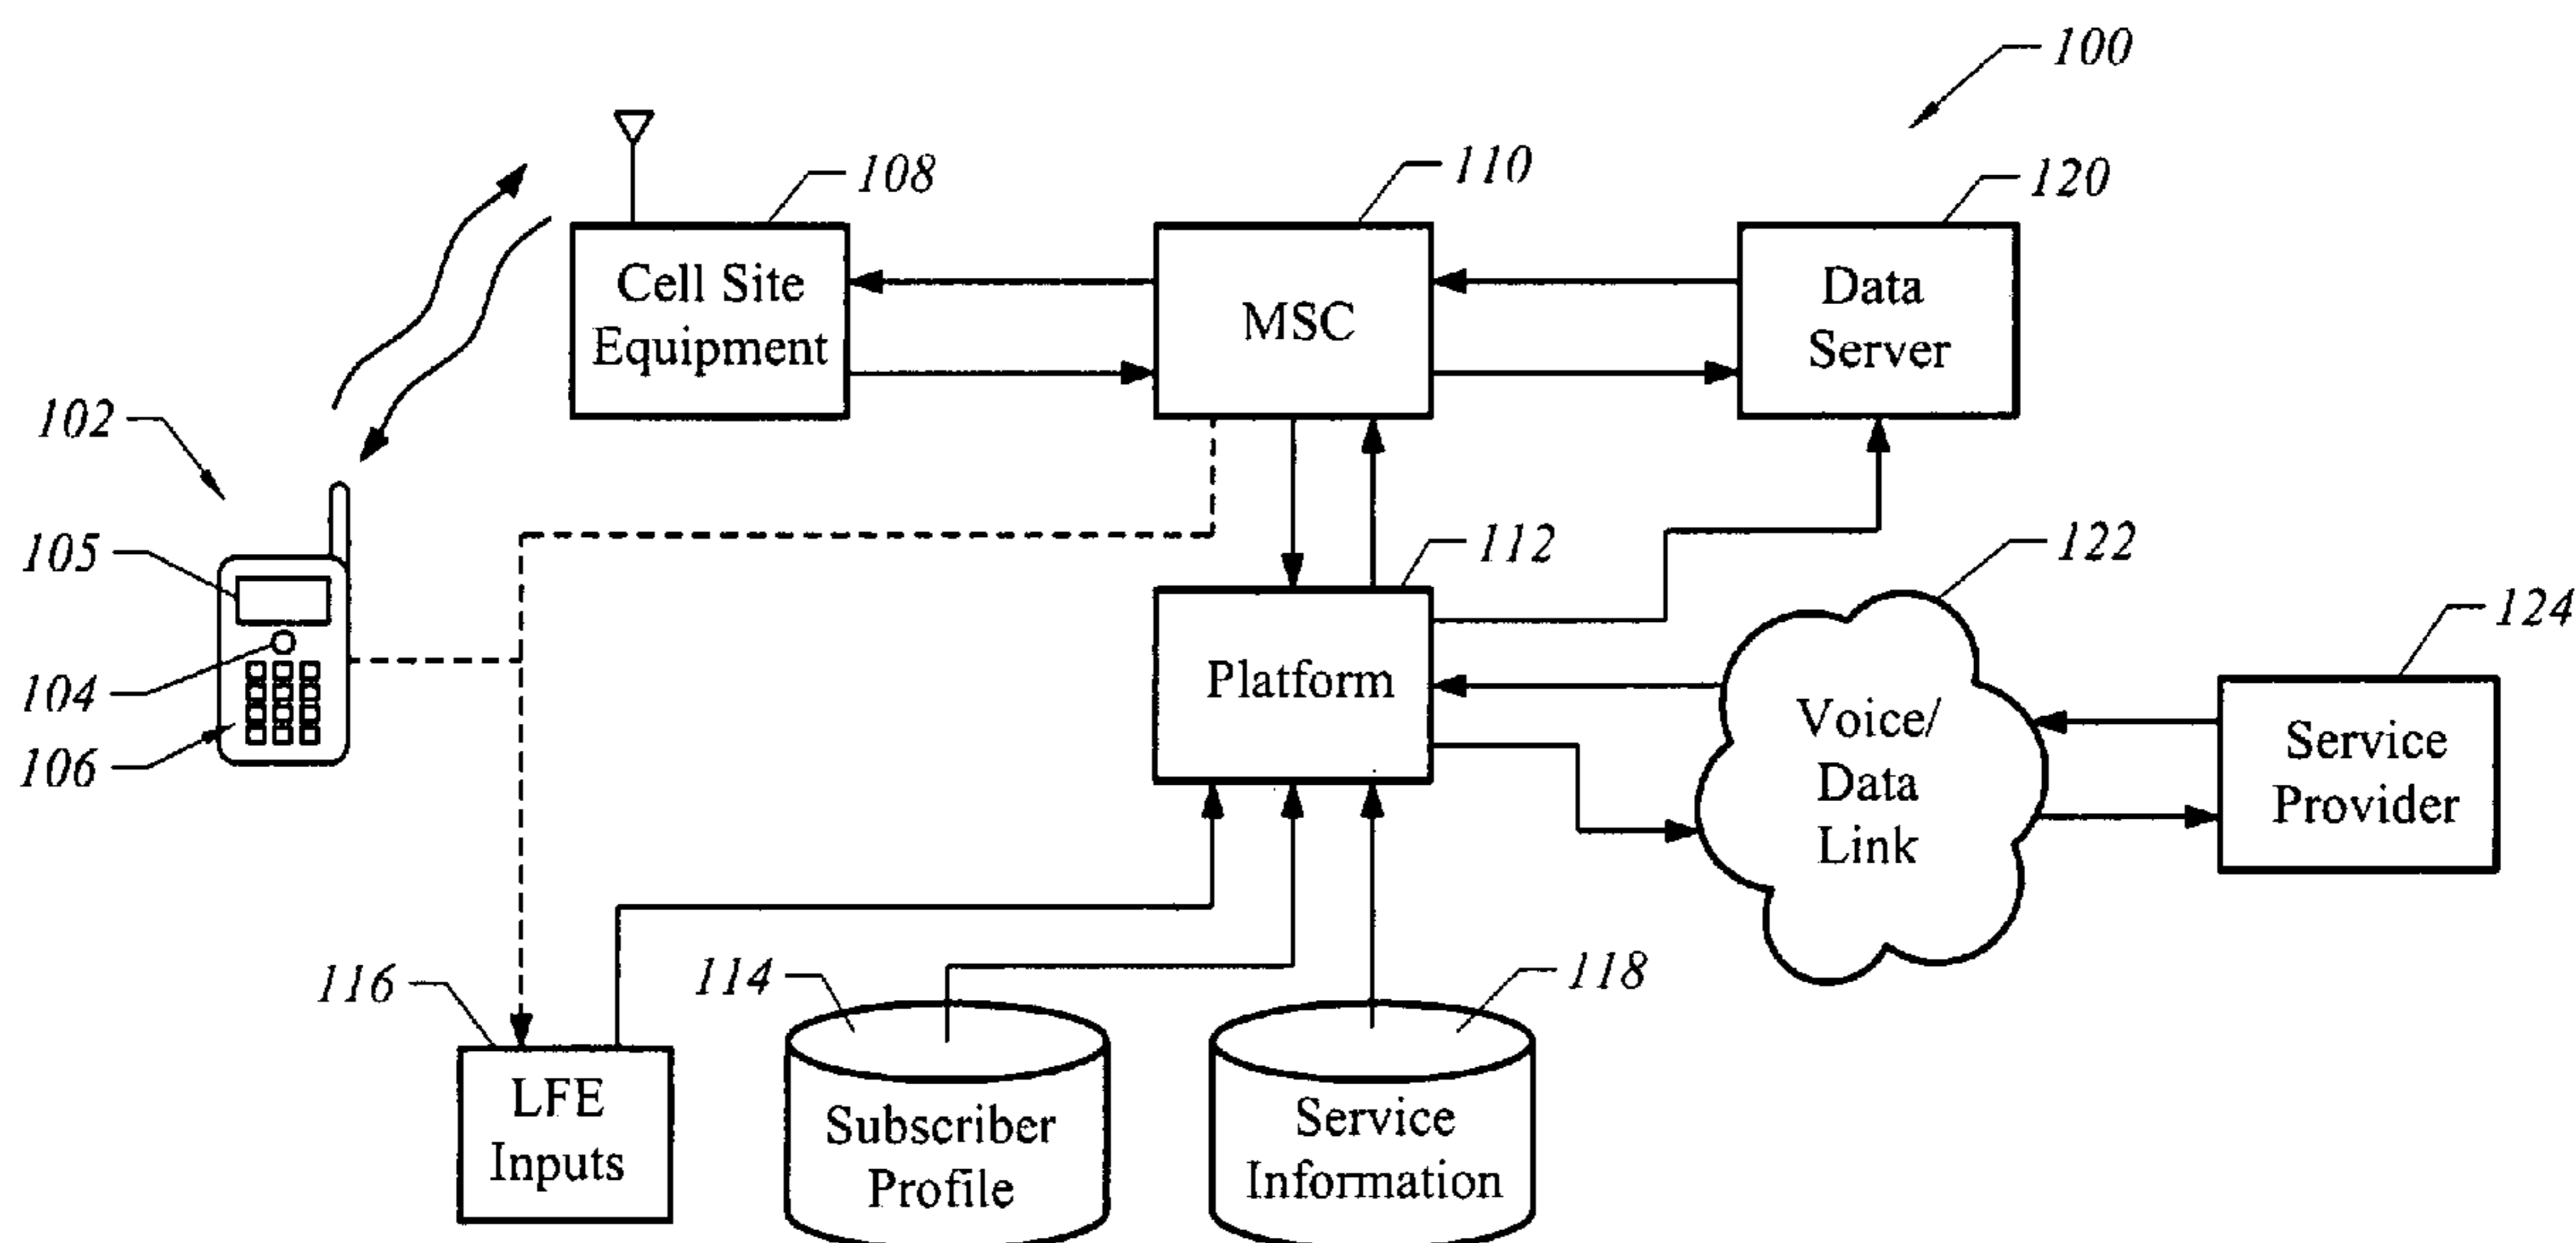 100
108
110
120
Cell Site
Equipment
MSC
Data
Server
102
105
112
122
124
104
Platform
Voice/
Data
Link
Service
Provider
106
116
114
118
LFE
Inputs
Subscriber
Profile
Service
Information